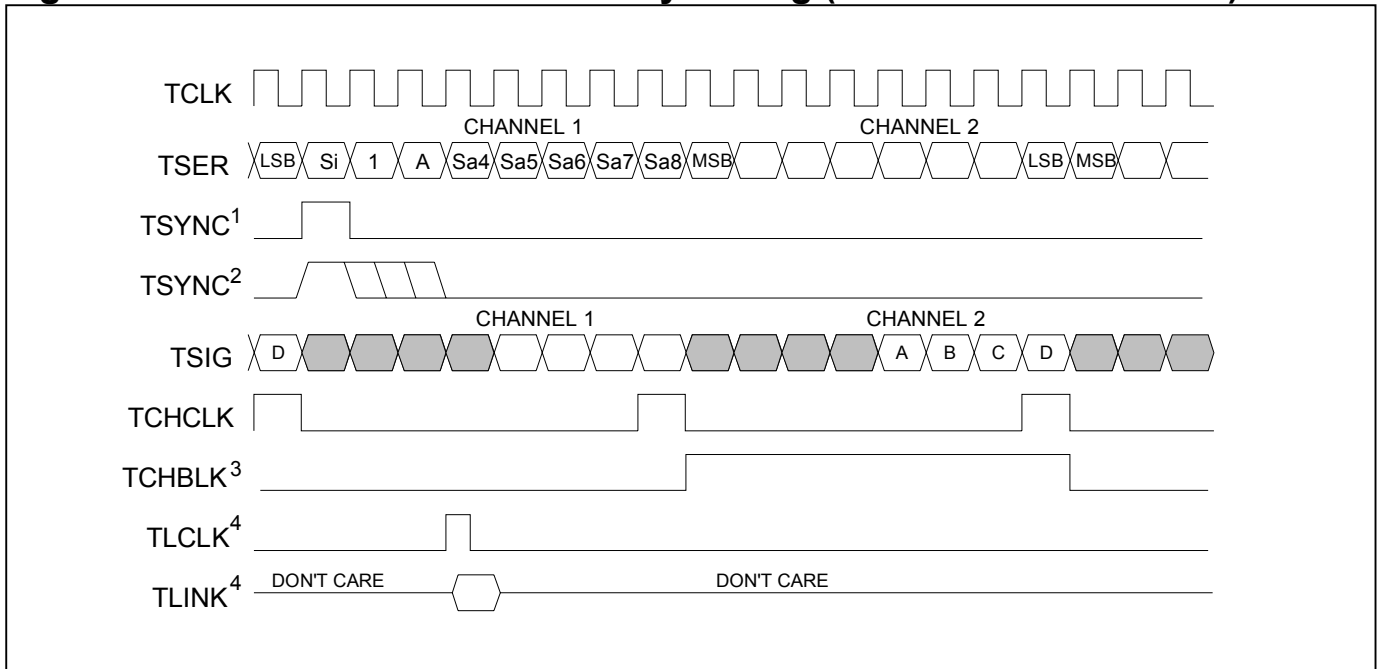 TCLK
CHANNEL 1 CHANNEL 2
TSER LSB Si 1 A Sa4 Sa5 Sa6 Sa7 Sa8 MSB LSB MSB
TSYNC1
TSYNC2
CHANNEL 1 CHANNEL 2
TSIG D A B C D
TCHCLK
TCHBLK3
TLCLK4
TLINK4 DON'T CARE DON'T CARE